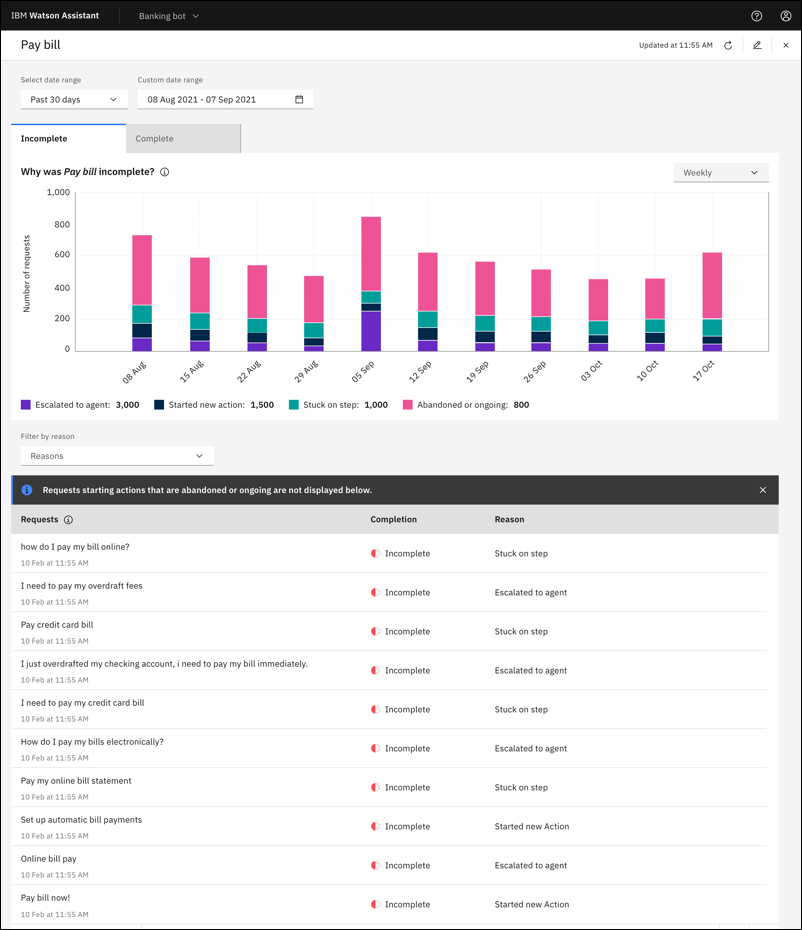 IBM Watson Assistant
Banking bot
Pay bill
Updated at 11:55 AM
Select date range
Custom date range
Past 30 days
08 Aug 2021 - 07 Sep 2021
Incomplete
Complete
Why was Pay bill incomplete?
Weekly
Number of requests
1,000
800
600
400
200
0
08 Aug
15 Aug
22 Aug
29 Aug
05 Sep
12 Sep
19 Sep
26 Sep
03 Oct
10 Oct
17 Oct
Escalated to agent: 3,000
Started new action: 1,500
Stuck on step: 1,000
Abandoned or ongoing: 800
Filter by reason
Reasons
Requests starting actions that are abandoned or ongoing are not displayed below.
Requests Completion Reason
how do I pay my bill online?
10 Feb at 11:55 AM
Incomplete
Stuck on step
I need to pay my overdraft fees
10 Feb at 11:55 AM
Incomplete
Escalated to agent
Pay credit card bill
10 Feb at 11:55 AM
Incomplete
Stuck on step
I just overdrafted my checking account, i need to pay my bill immediately.
10 Feb at 11:55 AM
Incomplete
Escalated to agent
I need to pay my credit card bill
10 Feb at 11:55 AM
Incomplete
Stuck on step
How do I pay my bills electronically?
10 Feb at 11:55 AM
Incomplete
Escalated to agent
Pay my online bill statement
10 Feb at 11:55 AM
Incomplete
Stuck on step
Set up automatic bill payments
10 Feb at 11:55 AM
Incomplete
Started new Action
Online bill pay
10 Feb at 11:55 AM
Incomplete
Escalated to agent
Pay bill now!
10 Feb at 11:55 AM
Incomplete
Started new Action